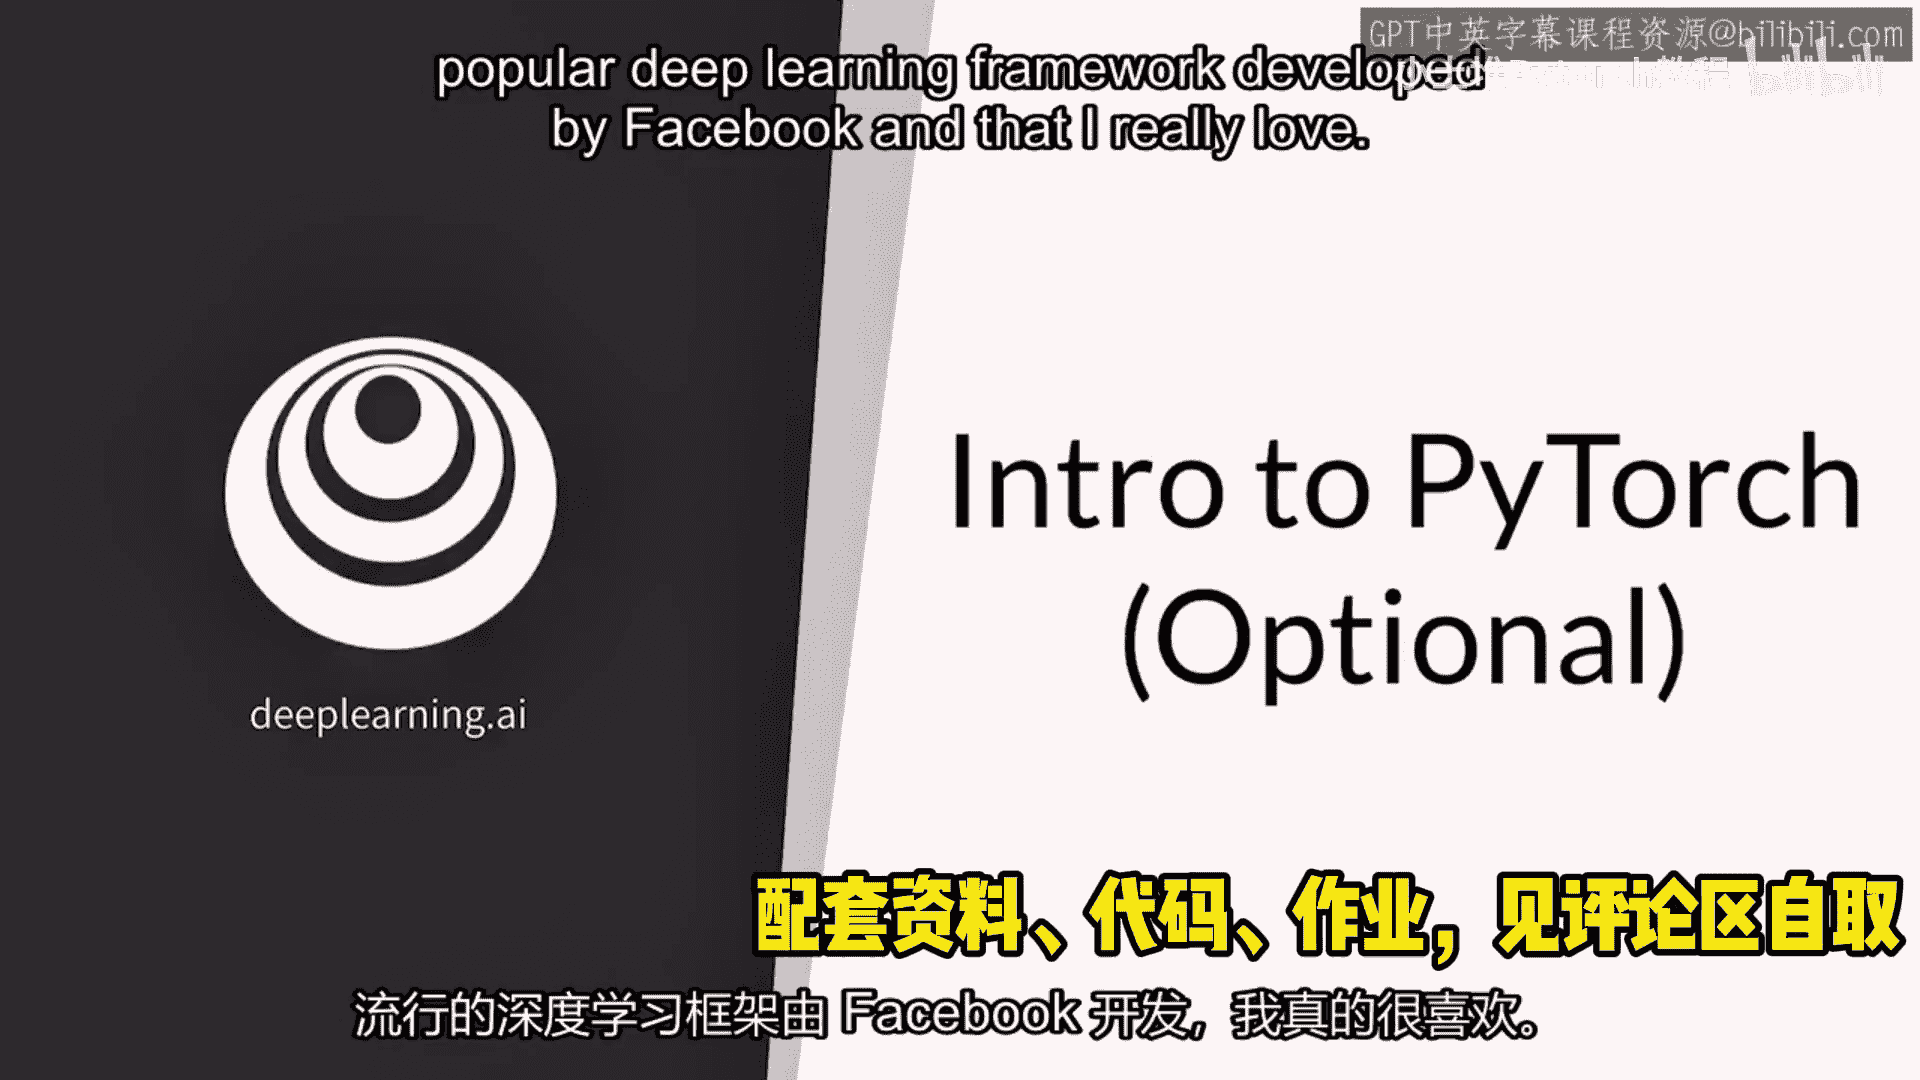 GPT中英字幕课程资源@bilibili.com
popular deep learning framework developed
by Facebook and that I really love.
Intro to PyTorch
(Optional)
deeplearning.ai
配套资料、代码、作业，见评论区自取
流行的深度学习框架由 Facebook 开发，我真的很喜欢。